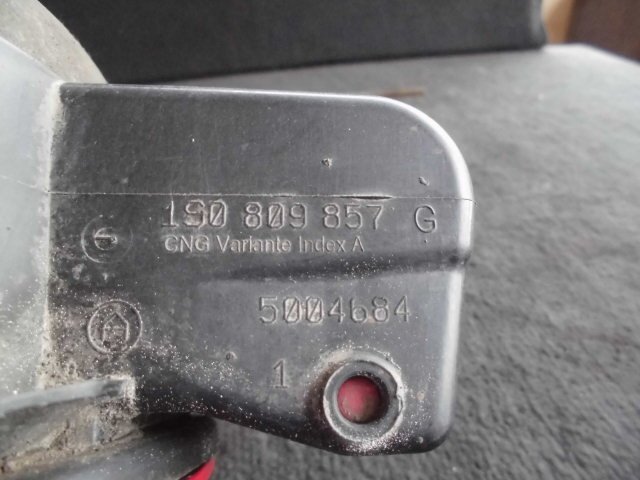 1S0 809 857 G
CNG Variante Index A
5004684
1